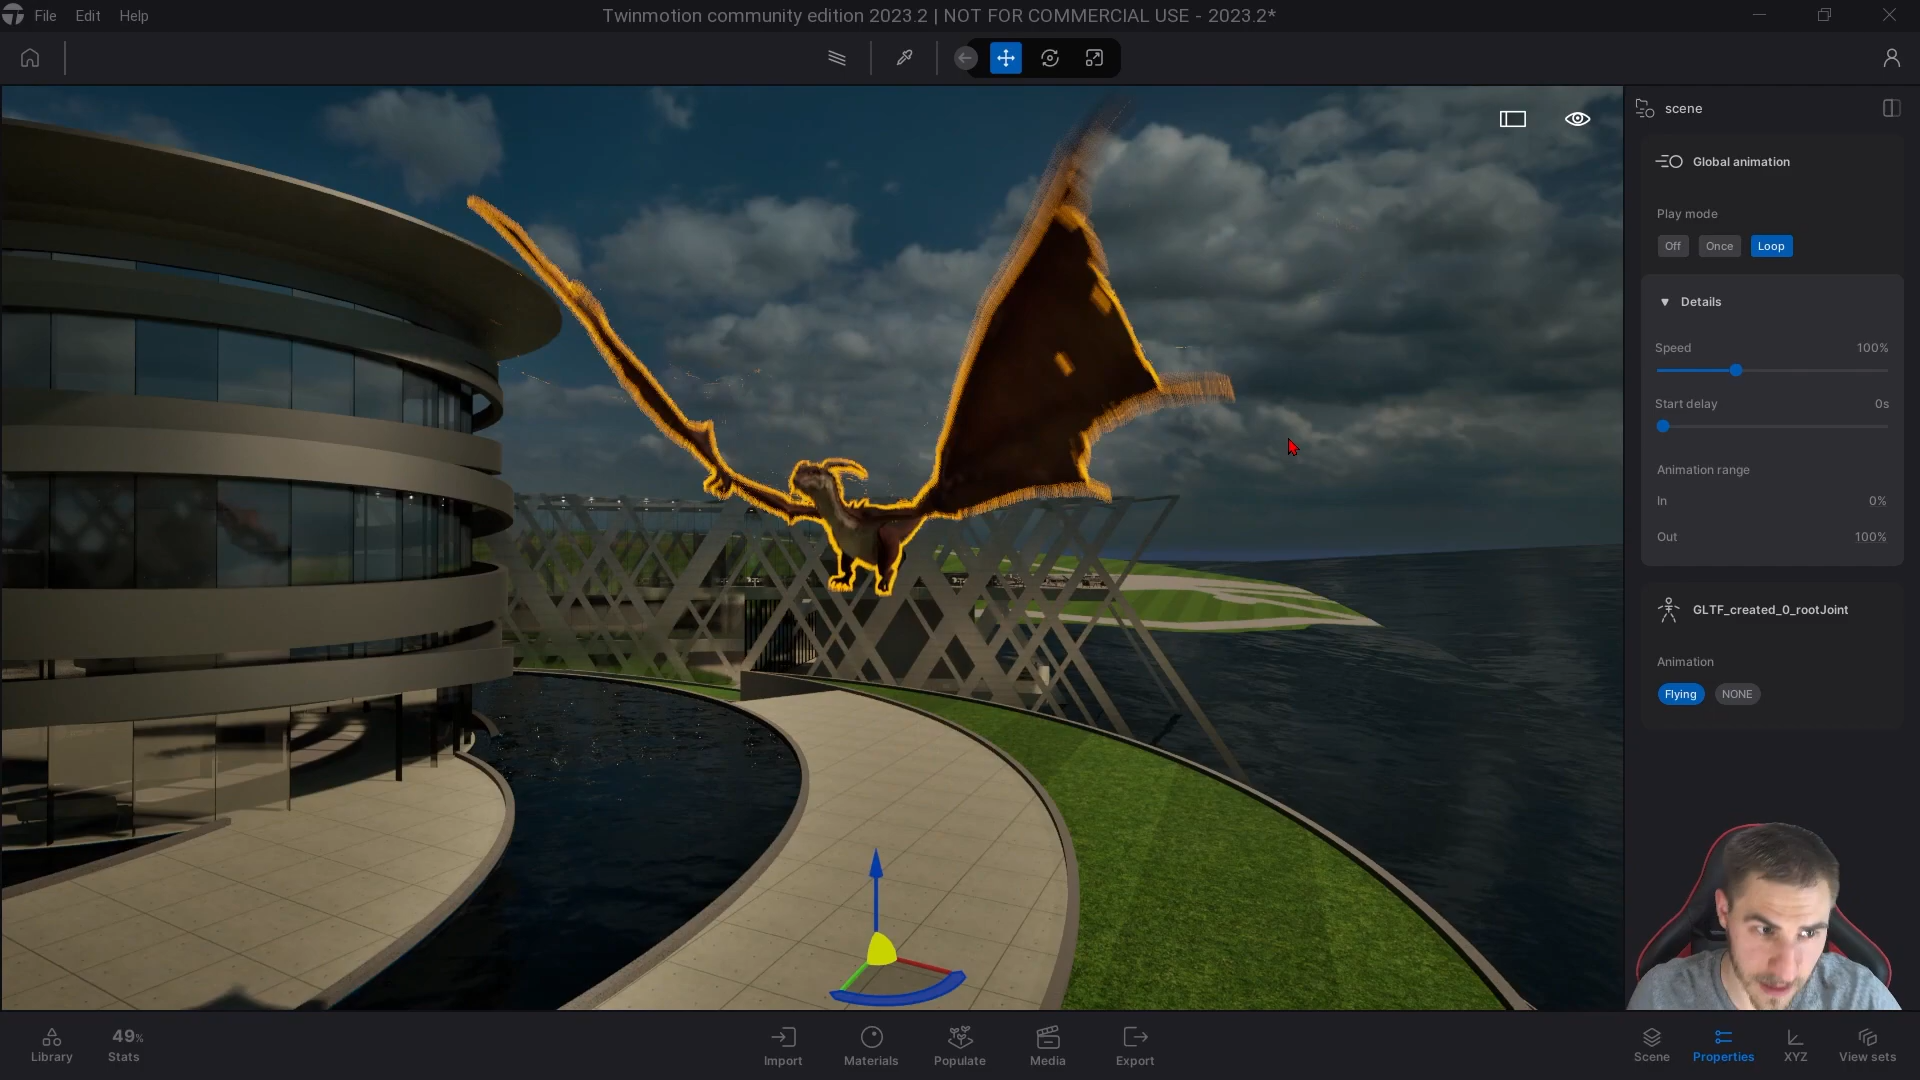 File Edit Help
Twinmotion community edition 2023.2 | NOT FOR COMMERCIAL USE - 2023.2*
scene
Global animation
Play mode
Off Once Loop
Details
Speed 100%
Start delay 0s
Animation range
In 0%
Out 100%
GLTF_created_0_rootJoint
Animation
Flying NONE
49%
Library Stats Import Materials Populate Media Export Scene Properties XYZ View sets